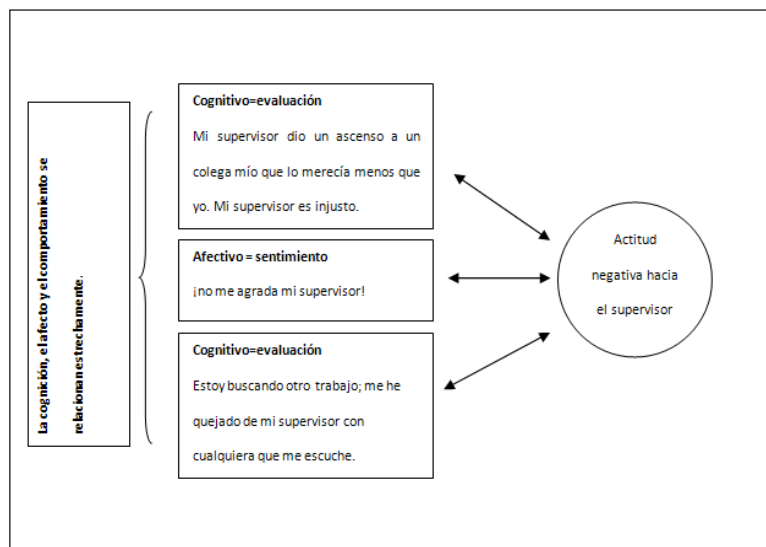 La cognición, el afecto y el comportamiento se
relacionan estrechamente.
Cognitivo=evaluación
Mi supervisor dio un ascenso a un
colega mío que lo merecía menos que
yo. Mi supervisor es injusto.
Afectivo = sentimiento
¡no me agrada mi supervisor!
Cognitivo=evaluación
Estoy buscando otro trabajo; me he
quejado de mi supervisor con
cualquiera que me escuche.
Actitud
negativa hacia
el supervisor